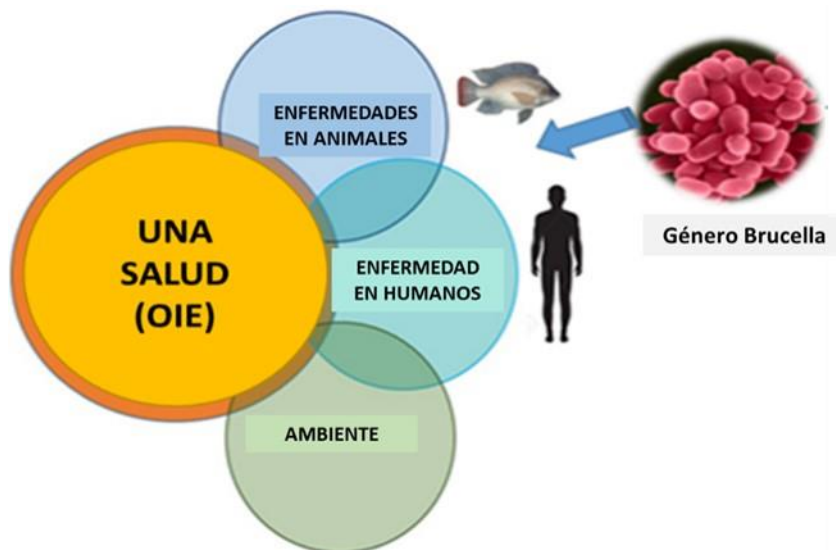 ENFERMEDADES
EN ANIMALES
UNA
SALUD
(OIE)
ENFERMEDAD
EN HUMANOS
AMBIENTE
Género Brucella